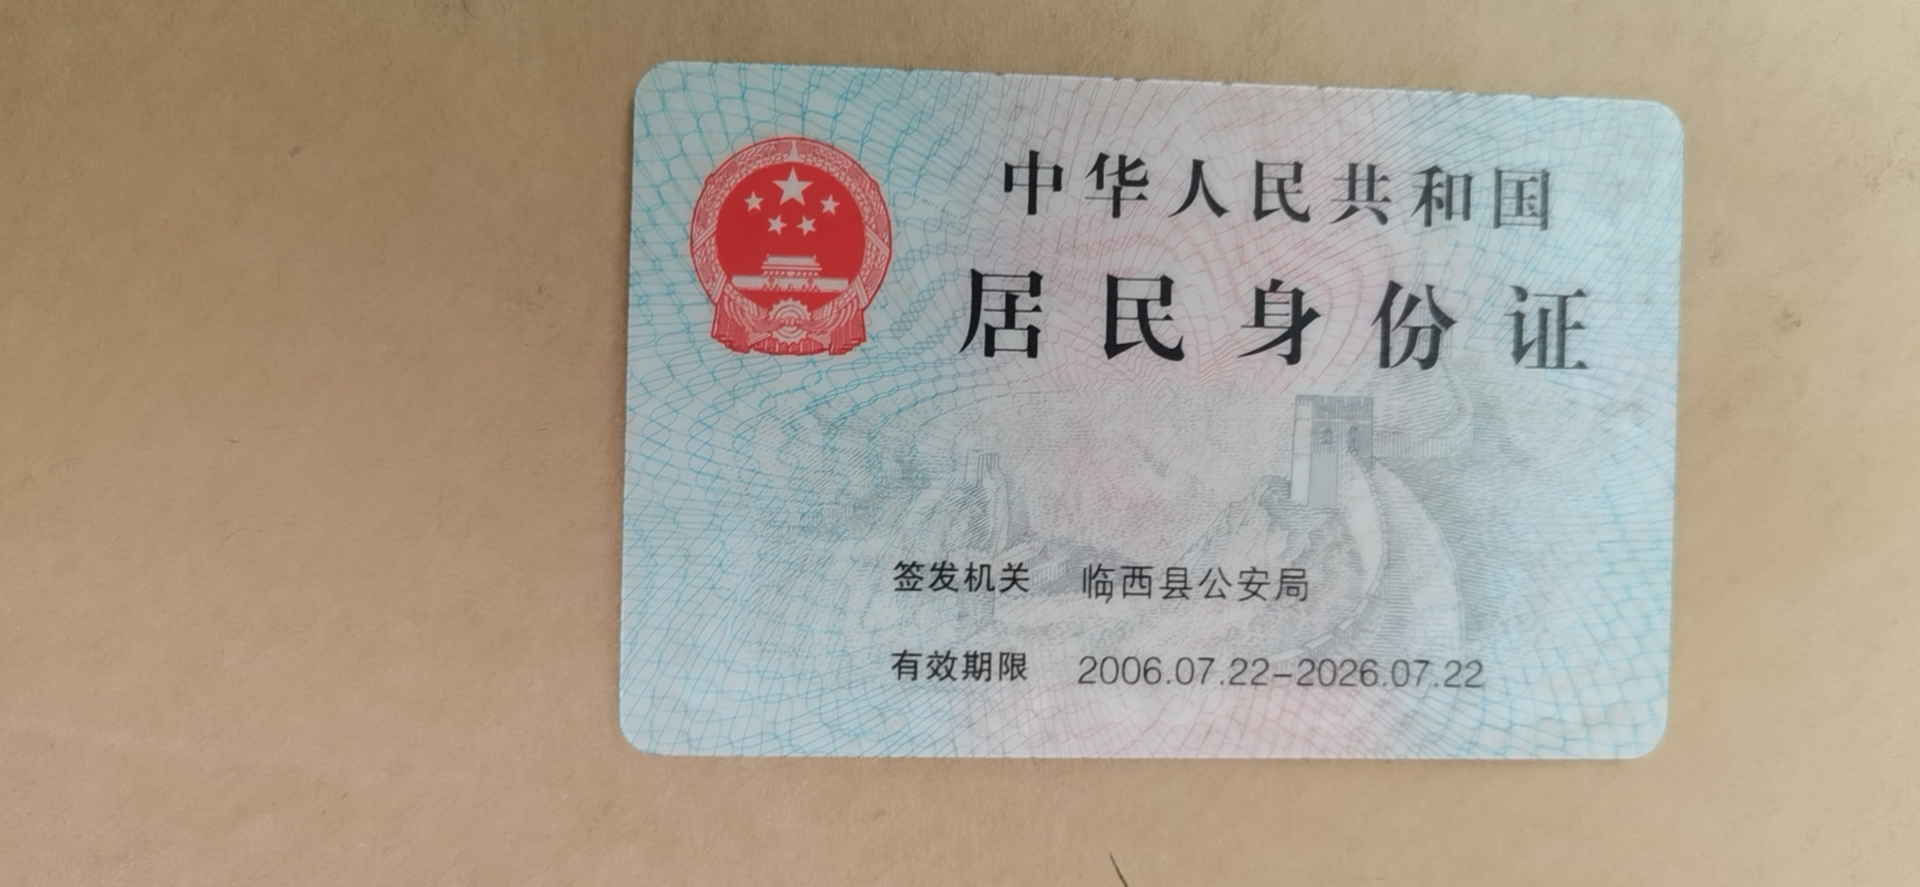 中华人民共和国
居民身份证
签发机关 临西县公安局
有效期限 2006.07.22-2026.07.22